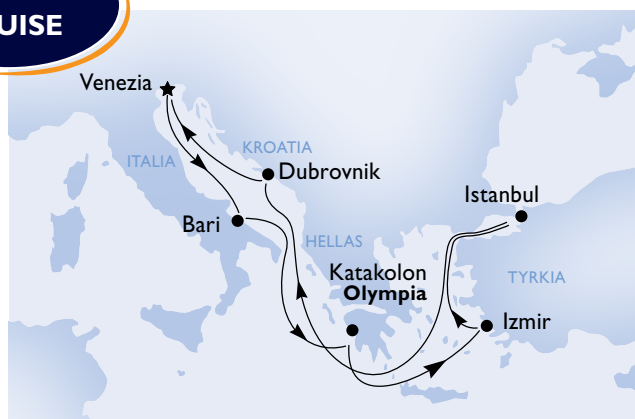 UISE
Venezia
ITALIA
KROATIA
Dubrovnik
Bari
Istanbul
HELLAS
Katakolon
Olympia
TYRKIA
Izmir